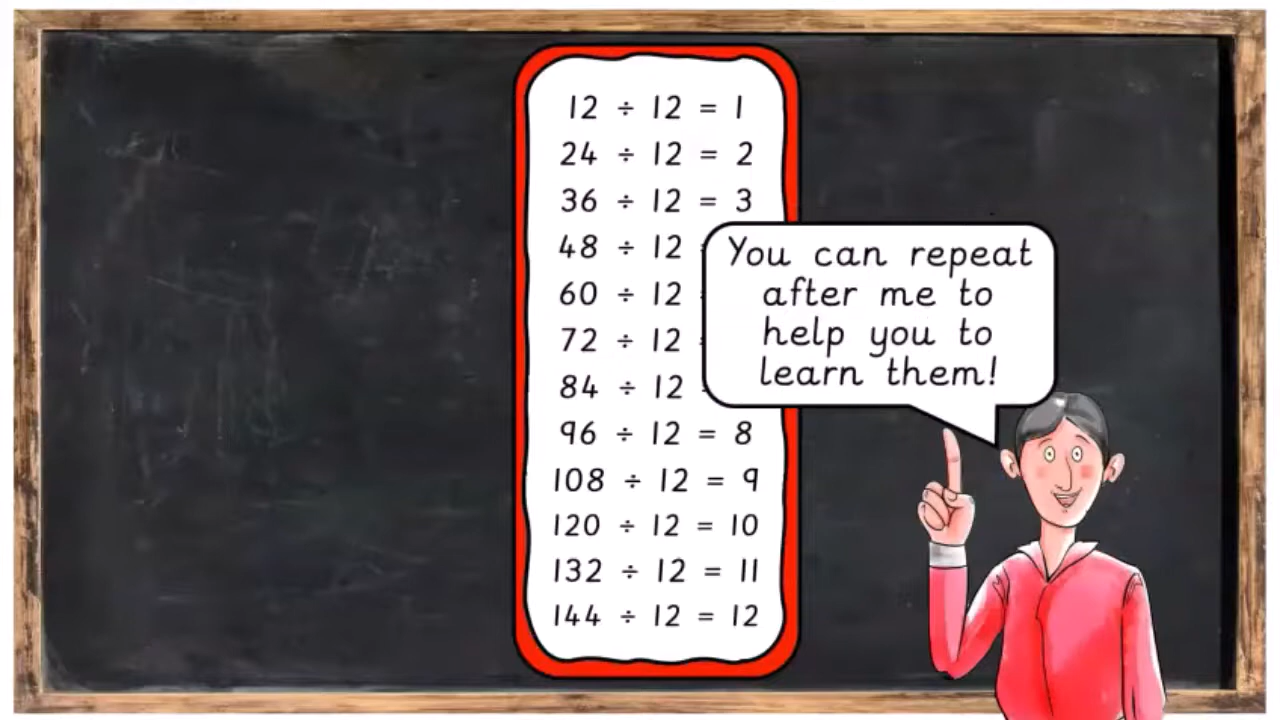 12 ÷ 12 = 1
24 ÷ 12 = 2
36 ÷ 12 = 3
48 ÷ 12
60 ÷ 12
72 ÷ 12
84 ÷ 12
96 ÷ 12 = 8
108 ÷ 12 = 9
120 ÷ 12 = 10
132 ÷ 12 = 11
144 ÷ 12 = 12
You can repeat
after me to
help you to
learn them!